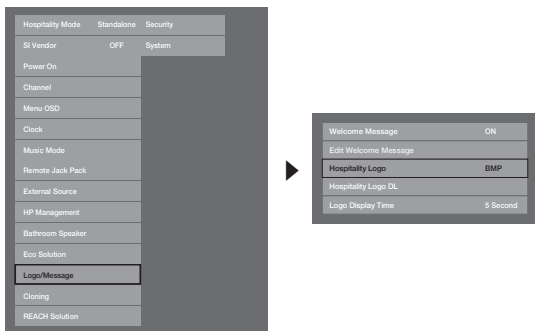 Hospitality Mode Standalone Security
SI Vendor OFF System
Power On
Channel
Menu OSD
Clock
Music Mode
Remote Jack Pack
External Source
HP Management
Bathroom Speaker
Eco Solution
Logo/Message
Cloning
REACH Solution
Welcome Message ON
Edit Welcome Message
Hospitality Logo BMP
Hospitality Logo DL
Logo Display Time 5 Second